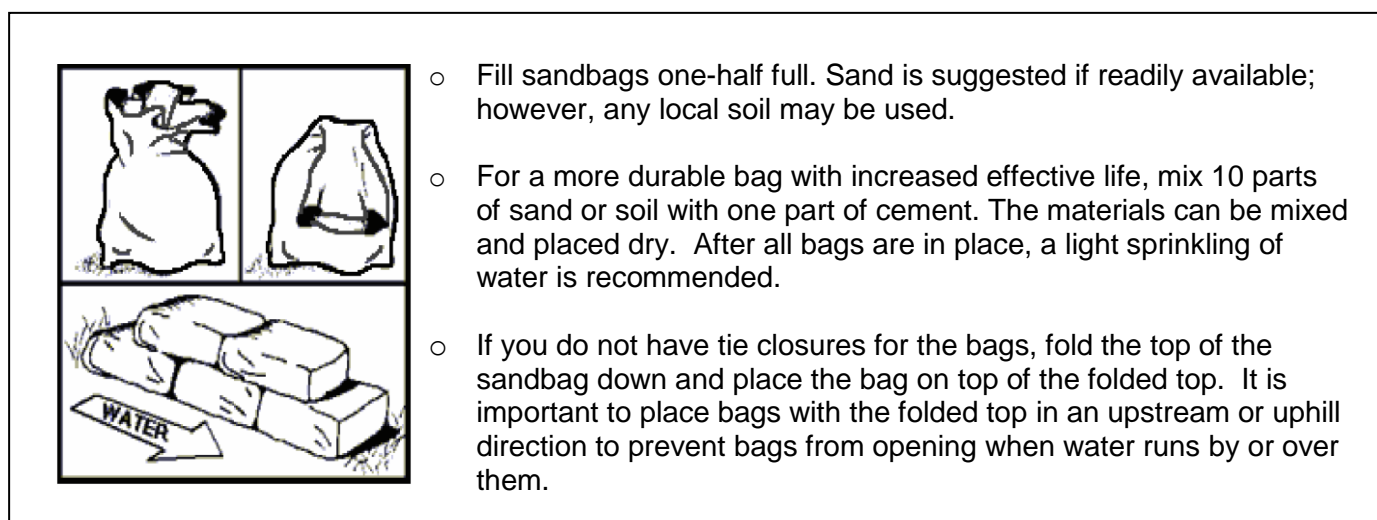 o Fill sandbags one-half full. Sand is suggested if readily available;
however, any local soil may be used.
o For a more durable bag with increased effective life, mix 10 parts
of sand or soil with one part of cement. The materials can be mixed
and placed dry.  After all bags are in place, a light sprinkling of
water is recommended.
o If you do not have tie closures for the bags, fold the top of the
sandbag down and place the bag on top of the folded top.  It is
important to place bags with the folded top in an upstream or uphill
direction to prevent bags from opening when water runs by or over
them.
WATER